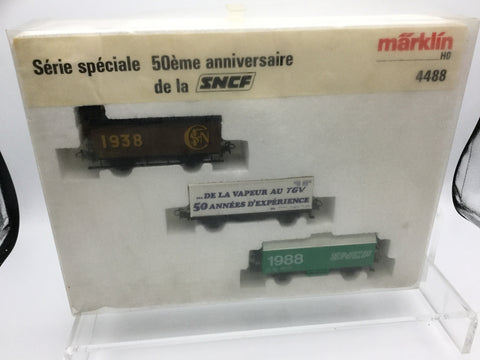 Série spéciale 50ème anniversaire
de la SNCF
märklin
HO
4488
1938
...DE LA VAPEUR AU TGV
50 ANNÉES D'EXPÉRIENCE
1988 SNCF